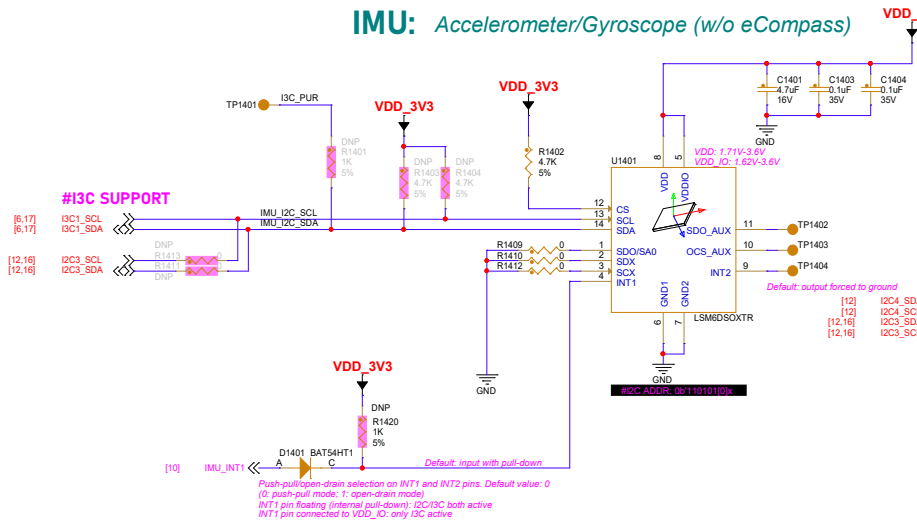 IMU: Accelerometer/Gyroscope (w/o eCompass)
VDD_
C1401
4.7uF
16V
C1403
0.1uF
35V
C1404
0.1uF
35V
GND
TP1401
I3C_PUR
VDD_3V3
VDD_3V3
DNP
R1401
1K
5%
DNP
R1403
4.7K
5%
DNP
R1404
4.7K
5%
R1402
4.7K
5%
VDD: 1.71V-3.6V
VDD_IO: 1.62V-3.6V
U1401
8
5
VDD
VDDIO
#I3C SUPPORT
[6,17] I3C1_SCL
[6,17] I3C1_SDA
IMU_I2C_SCL
IMU_I2C_SDA
12 CS
13 SCL
14 SDA
SDO_AUX 11 TP1402
OCS_AUX 10 TP1403
INT2 9 TP1404
DNP
R1413 0
R1411 0
DNP
[12,16] I2C3_SCL
[12,16] I2C3_SDA
R1409 0 1 SDO/SA0
R1410 0 2 SDX
R1412 0 3 SCX
4 INT1
GND1
GND2
6
7
LSM6DSOXTR
Default: output forced to ground
[12] I2C4_SD
[12] I2C4_SC
[12,16] I2C3_SD
[12,16] I2C3_SC
GND
GND
#I2C ADDR: 0b'110101[0]x
VDD_3V3
DNP
R1420
1K
5%
[10] IMU_INT1
D1401 BAT54HT1
A C
Default: input with pull-down
Push-pull/open-drain selection on INT1 and INT2 pins. Default value: 0
(0: push-pull mode; 1: open-drain mode)
INT1 pin floating (internal pull-down): I2C/I3C both active
INT1 pin connected to VDD_IO: only I3C active